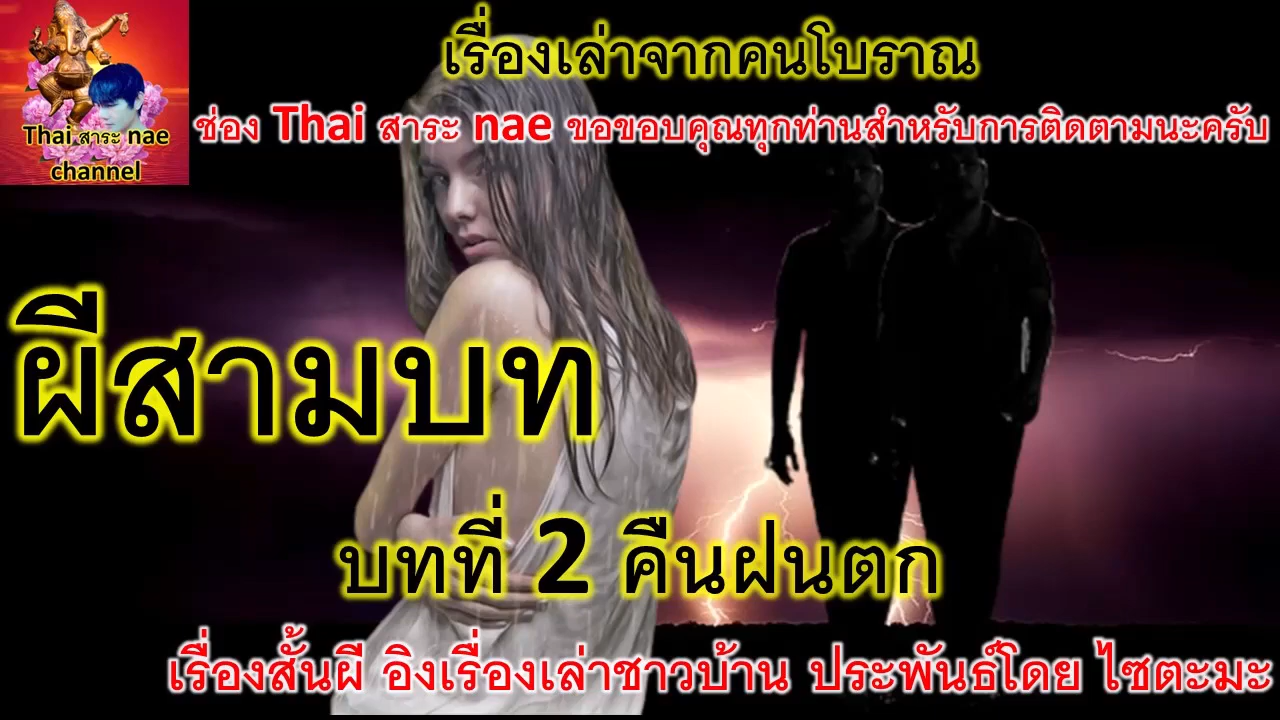 เรื่องเล่าจากคนโบราณ
Thai สาระ nae
channel
ช่อง Thai สาระ nae ขอขอบคุณทุกท่านสำหรับการติดตามนะครับ
ผีสามบท
บทที่ 2 คืนฝนตก
เรื่องสั้นผี อิงเรื่องเล่าชาวบ้าน ประพันธ์โดย ไซตะมะ